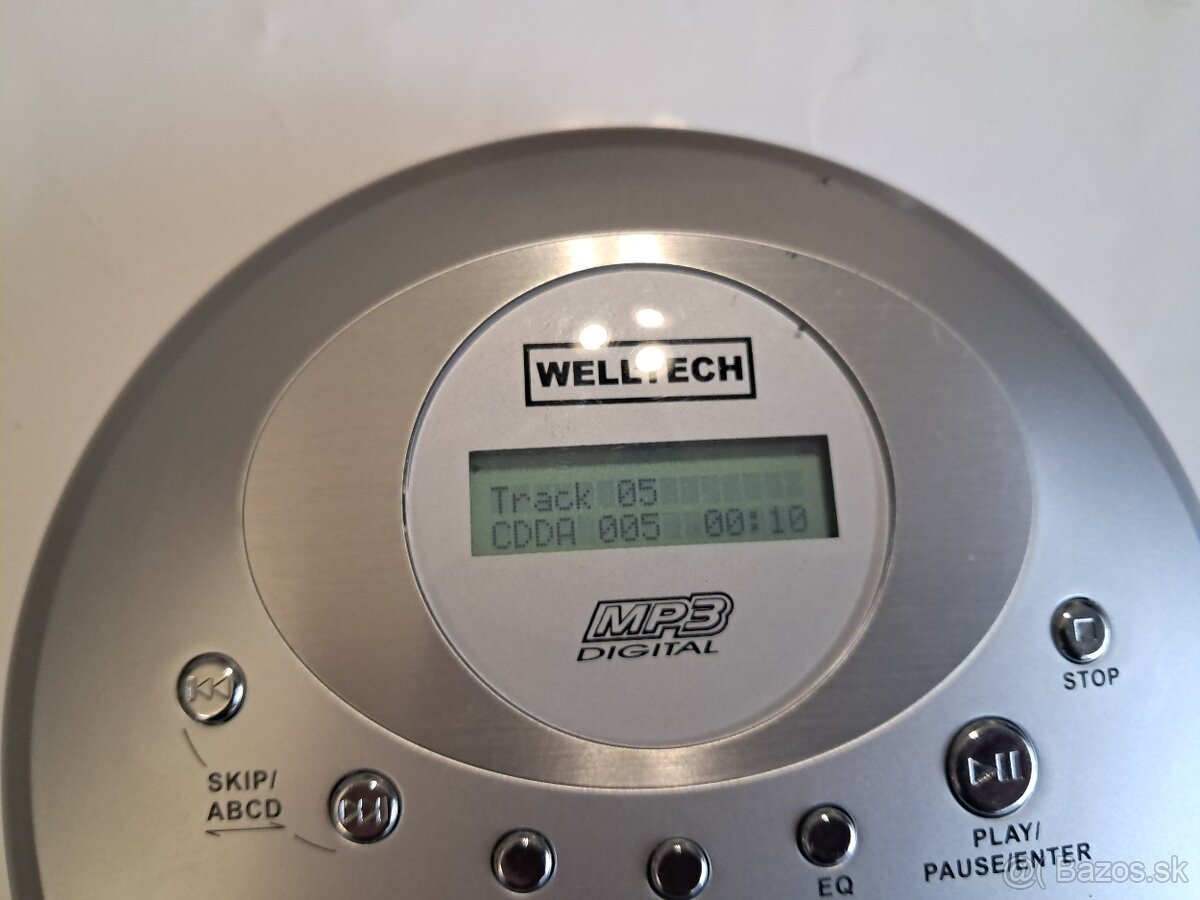 WELLTECH
Track 05
CDDA 005 00:10
MP3
DIGITAL
STOP
SKIP/
ABCD
PLAY/
PAUSE/ENTER
EQ
@( Bazos.sk